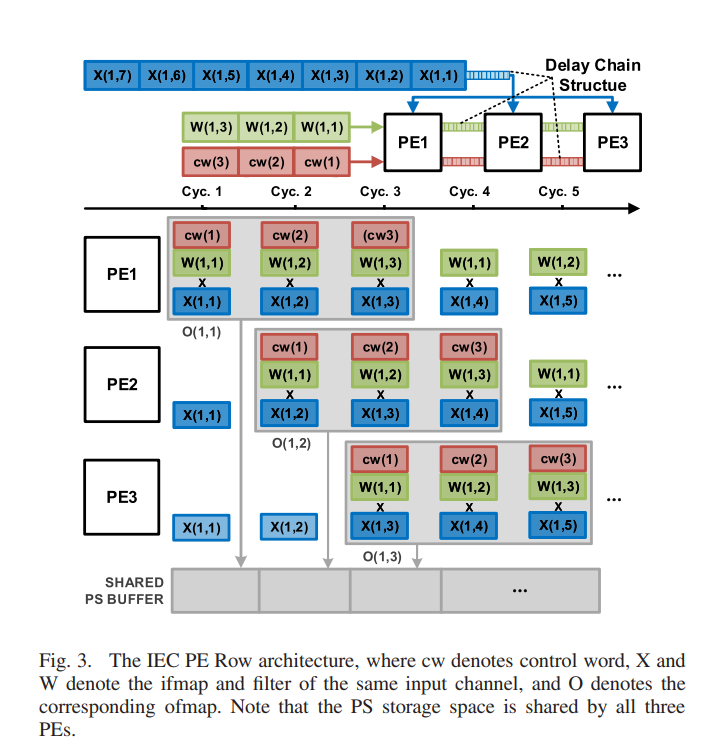 X(1,7) X(1,6) X(1,5) X(1,4) X(1,3) X(1,2) X(1,1)
Delay Chain
Structue
W(1,3) W(1,2) W(1,1)
cw(3) cw(2) cw(1)
PE1 PE2 PE3
Cyc. 1 Cyc. 2 Cyc. 3 Cyc. 4 Cyc. 5
cw(1) cw(2) (cw3)
PE1
W(1,1) W(1,2) W(1,3) W(1,1) W(1,2)
x x x x x
...
X(1,1) X(1,2) X(1,3) X(1,4) X(1,5)
O(1,1)
cw(1) cw(2) cw(3)
PE2
W(1,1) W(1,2) W(1,3) W(1,1)
x x x x
...
X(1,1) X(1,2) X(1,3) X(1,4) X(1,5)
O(1,2)
cw(1) cw(2) cw(3)
PE3
W(1,1) W(1,2) W(1,3)
x x x
...
X(1,1) X(1,2) X(1,3) X(1,4) X(1,5)
O(1,3)
SHARED
PS BUFFER
...
Fig. 3. The IEC PE Row architecture, where cw denotes control word, X and
W denote the ifmap and filter of the same input channel, and O denotes the
corresponding ofmap. Note that the PS storage space is shared by all three
PEs.